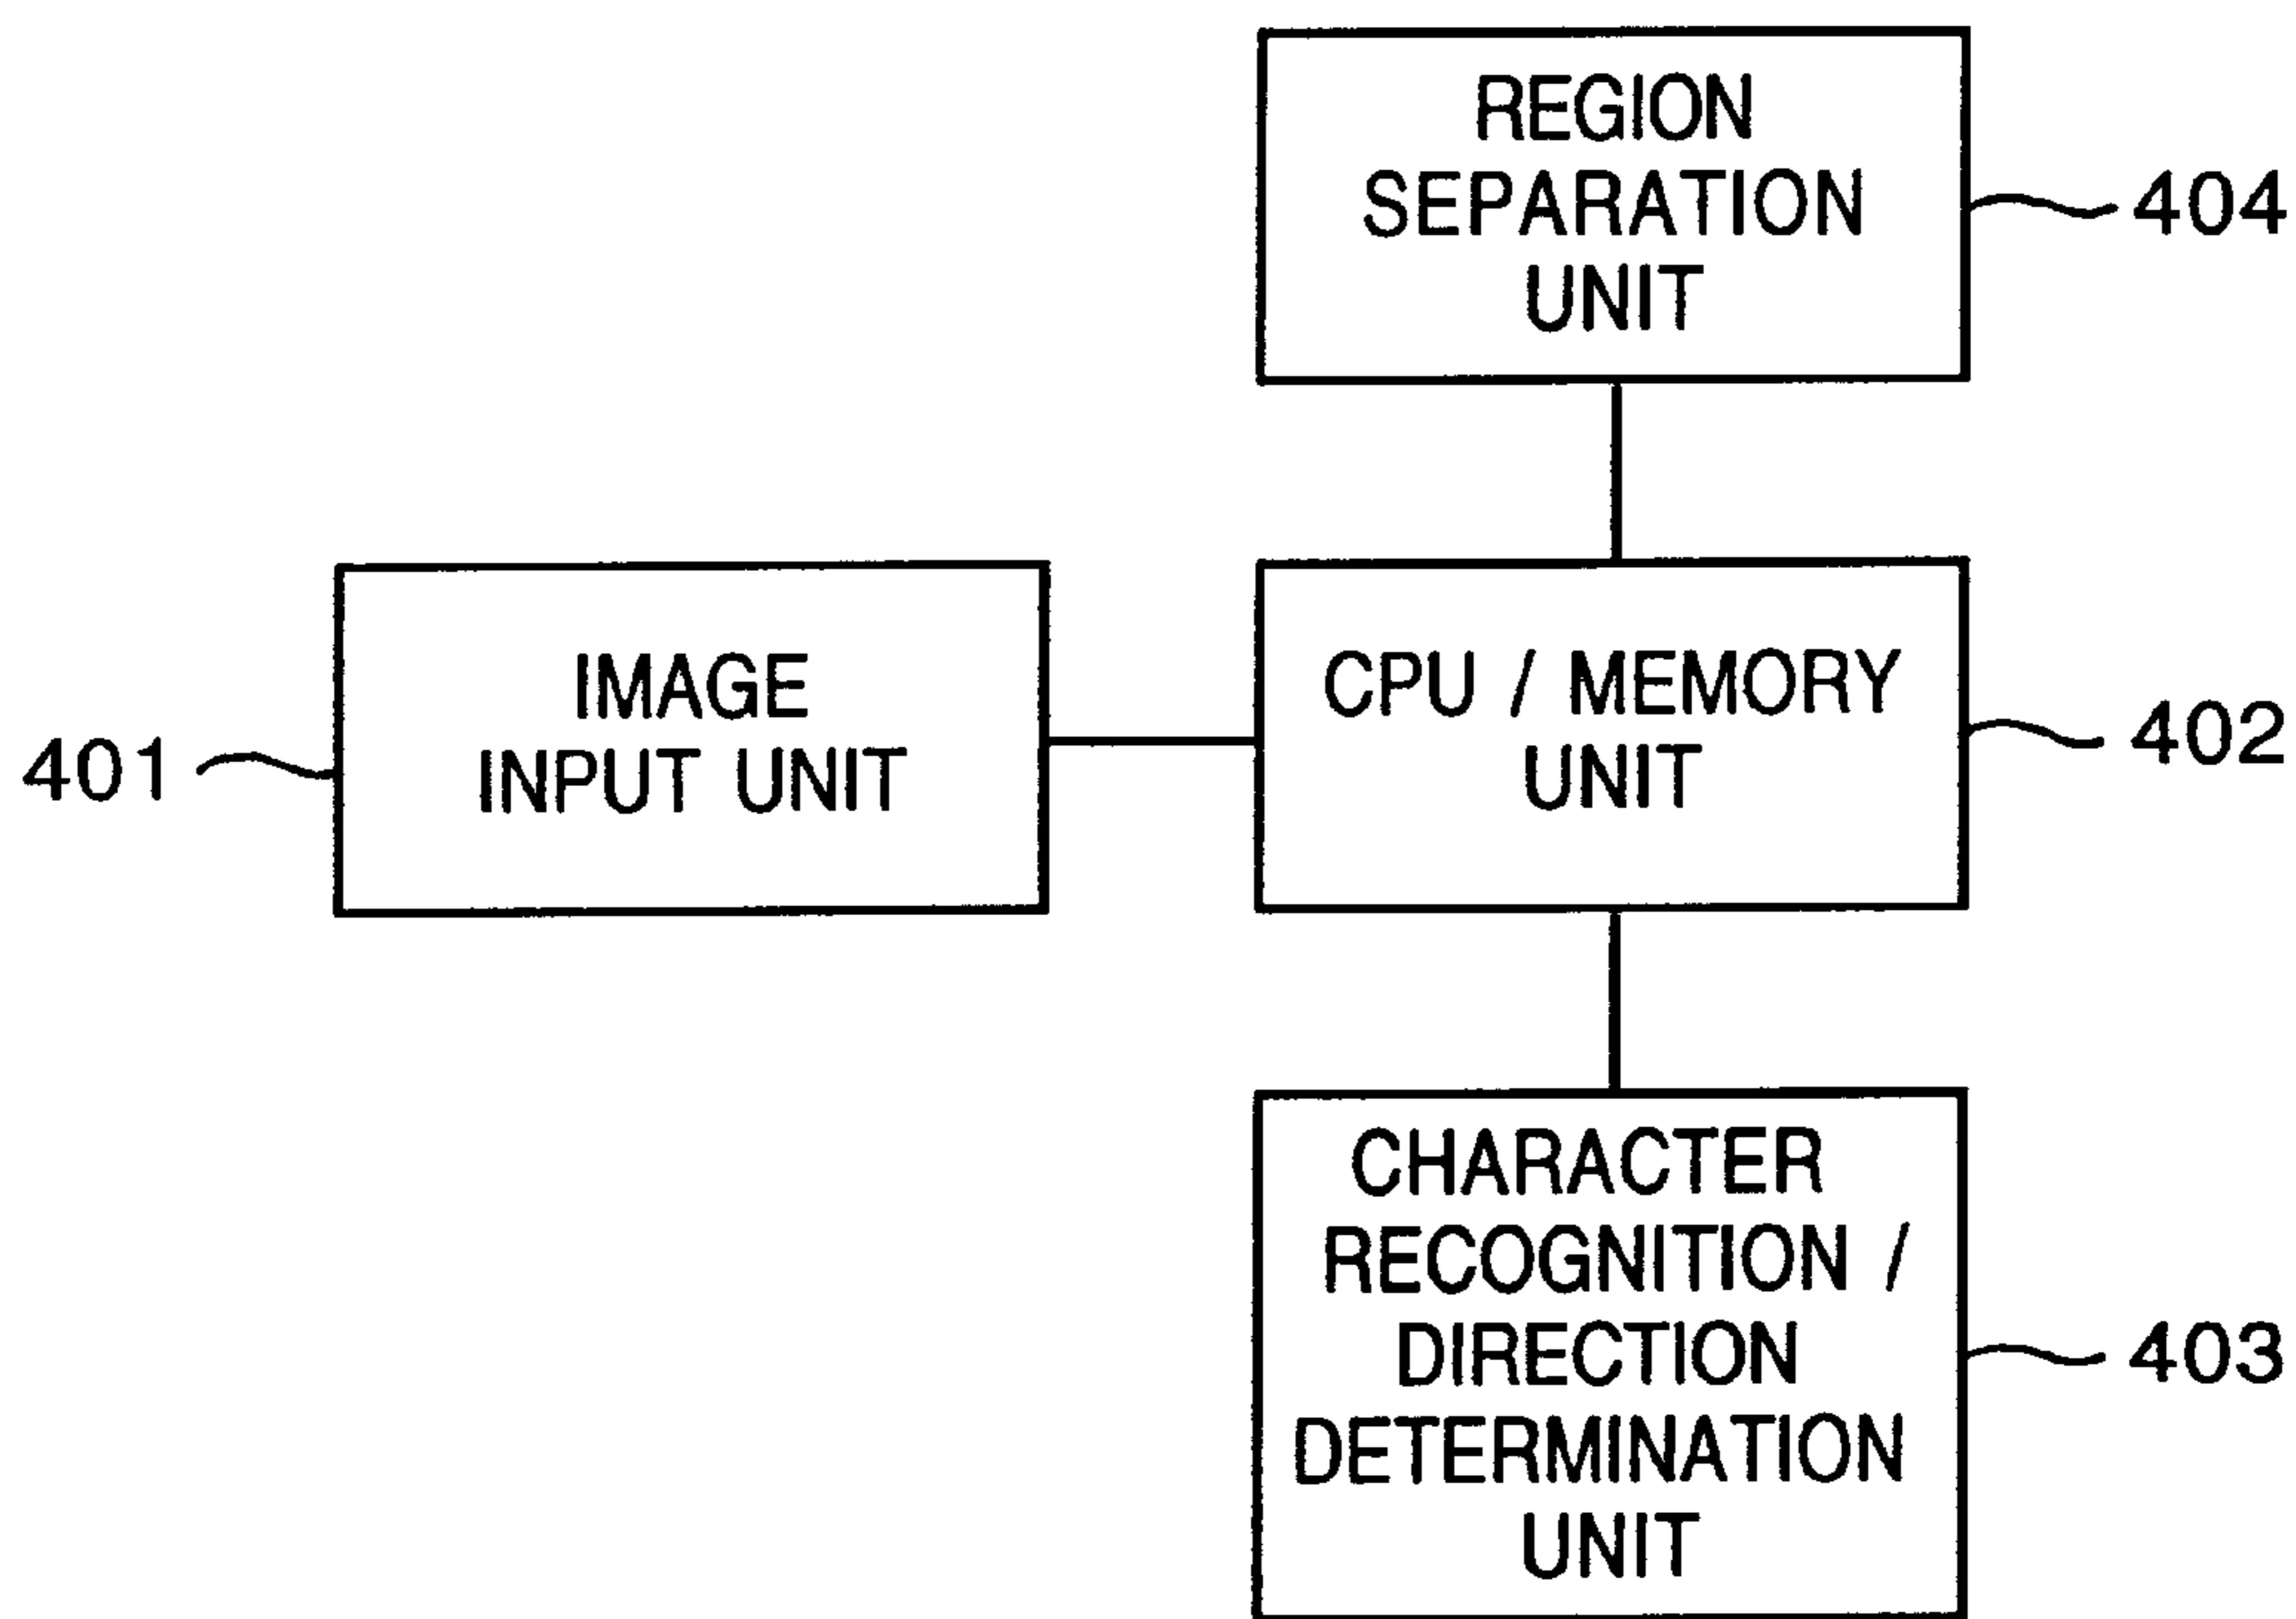 REGION
SEPARATION
UNIT
404
IMAGE
INPUT UNIT
401
CPU / MEMORY
UNIT
402
CHARACTER
RECOGNITION /
DIRECTION
DETERMINATION
UNIT
403